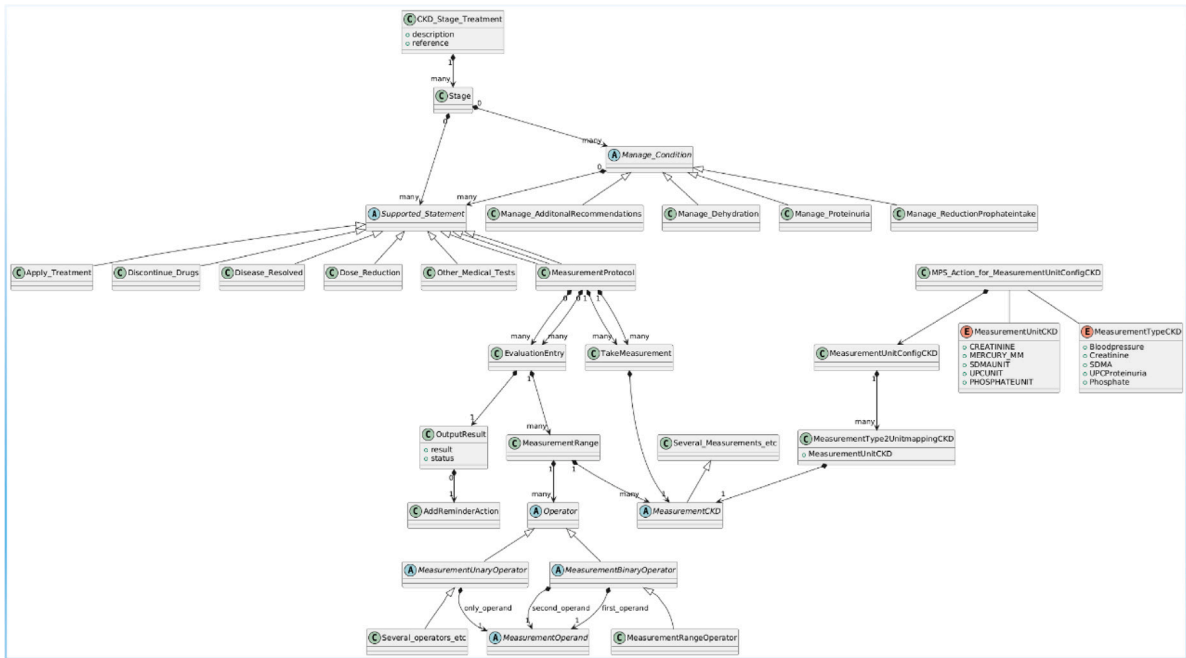 C CKD_Stage_Treatment
description
reference
1
many
C Stage
0
0
many
A Manage_Condition
0
many
many
A Supported_Statement
C Manage_AdditonalRecommendations
C Manage_Dehydration
C Manage_Proteinuria
C Manage_ReductionProphateintake
C Apply_Treatment
C Discontinue_Drugs
C Disease_Resolved
C Dose_Reduction
C Other_Medical_Tests
C MeasurementProtocol
C MPS_Action_for_MeasurementUnitConfigCKD
0
0
1
1
many
many
many
many
C EvaluationEntry
C TakeMeasurement
C MeasurementUnitConfigCKD
E MeasurementUnitCKD
CREATININE
MERCURY_MM
SDMAUNIT
UPCUNIT
PHOSPHATEUNIT
E MeasurementTypeCKD
Bloodpressure
Creatinine
SDMA
UPCProteinuria
Phosphate
1
1
1
many
many
C OutputResult
result
status
C MeasurementRange
C Several_Measurements_etc
C MeasurementType2UnitmappingCKD
MeasurementUnitCKD
0
1
1
1
many
many
1
1
C AddReminderAction
A Operator
A MeasurementCKD
A MeasurementUnaryOperator
A MeasurementBinaryOperator
only_operand
second_operand
first_operand
1
1
1
C Several_operators_etc
A MeasurementOperand
C MeasurementRangeOperator